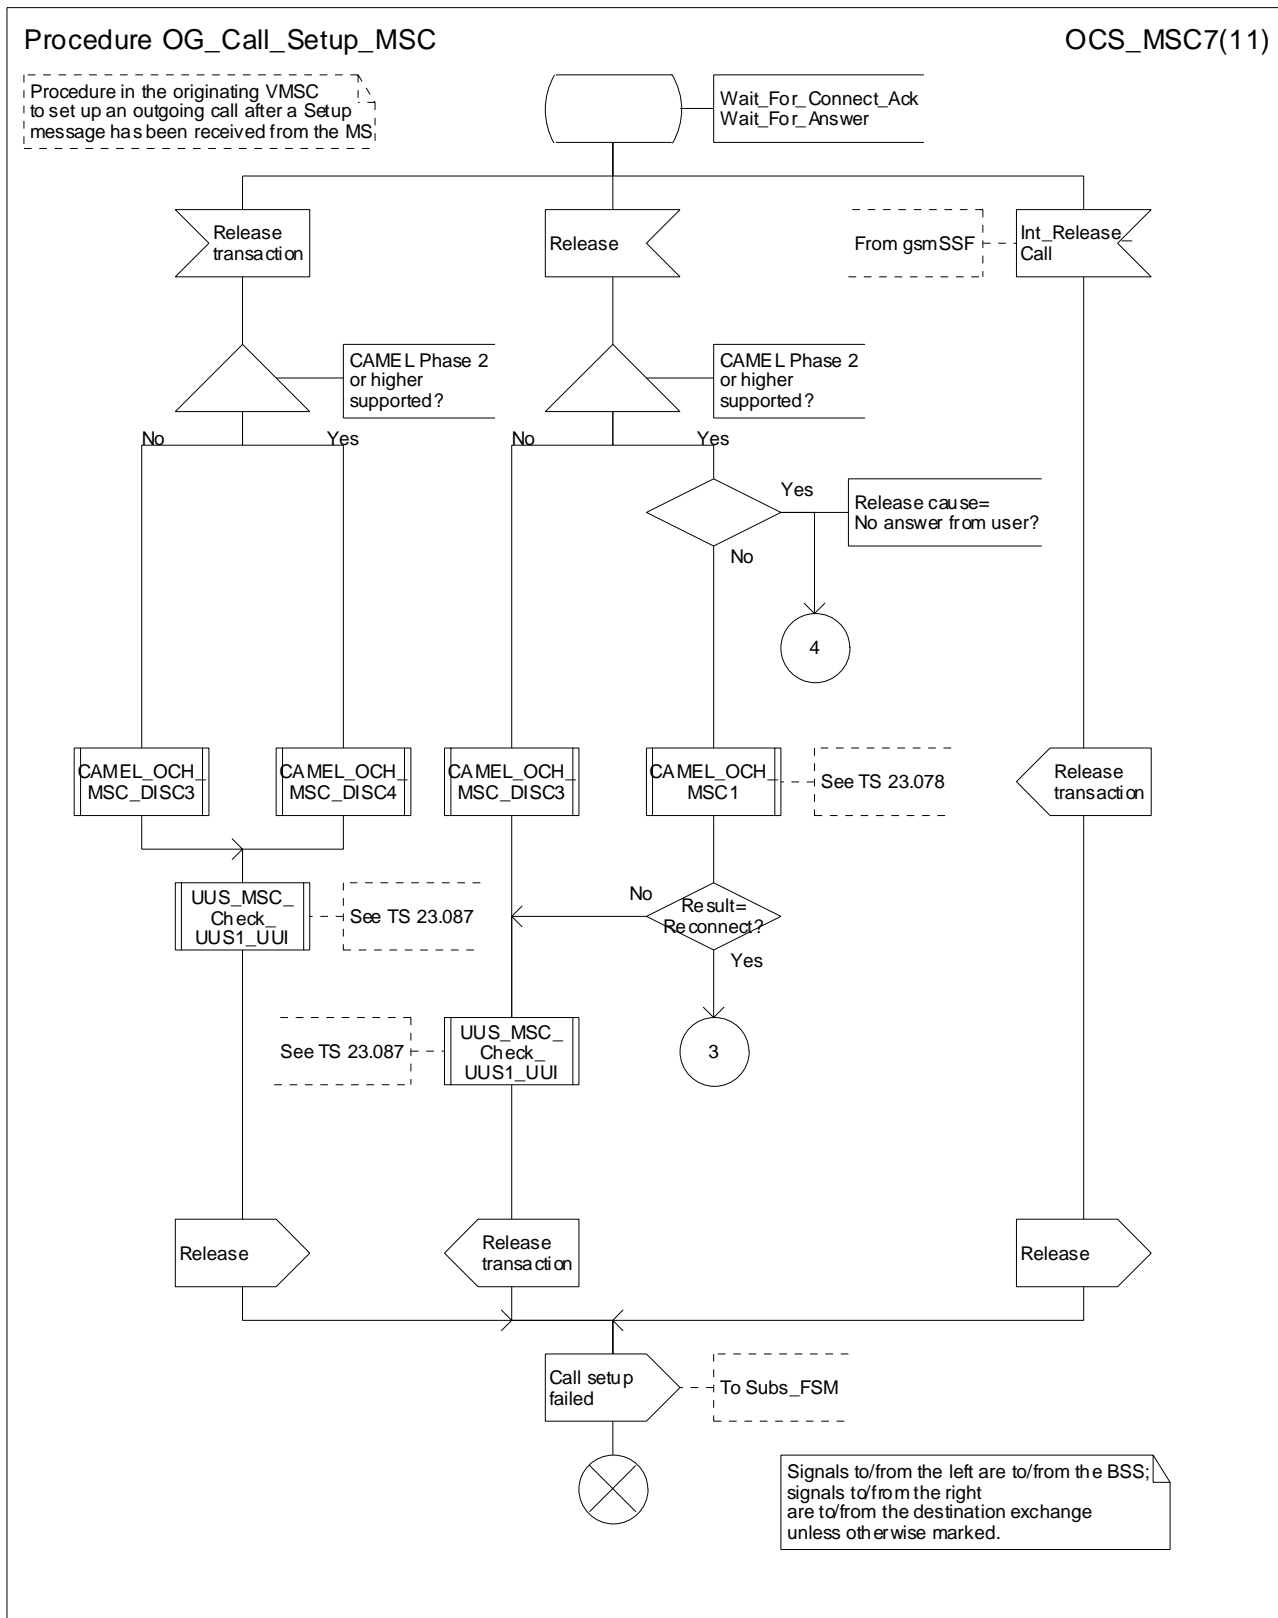 Procedure OG_Call_Setup_MSC
OCS_MSC7(11)
Procedure in the originating VMSC
to set up an outgoing call after a Setup
message has been received from the MS
Wait_For_Connect_Ack
Wait_For_Answer
Release
transaction
Release
From gsmSSF
Int_Release_
Call
CAMEL Phase 2
or higher
supported?
CAMEL Phase 2
or higher
supported?
No
Yes
No
Yes
Yes
Release cause=
No answer from user?
No
4
CAMEL_OCH_
MSC_DISC3
CAMEL_OCH_
MSC_DISC4
CAMEL_OCH_
MSC_DISC3
CAMEL_OCH_
MSC1
See TS 23.078
Release
transaction
UUS_MSC_
Check_
UUS1_UUI
See TS 23.087
No
Result=
Reconnect?
Yes
See TS 23.087
UUS_MSC_
Check_
UUS1_UUI
3
Release
Release
transaction
Release
Call setup
failed
To Subs_FSM
Signals to/from the left are to/from the BSS;
signals to/from the right
are to/from the destination exchange
unless otherwise marked.